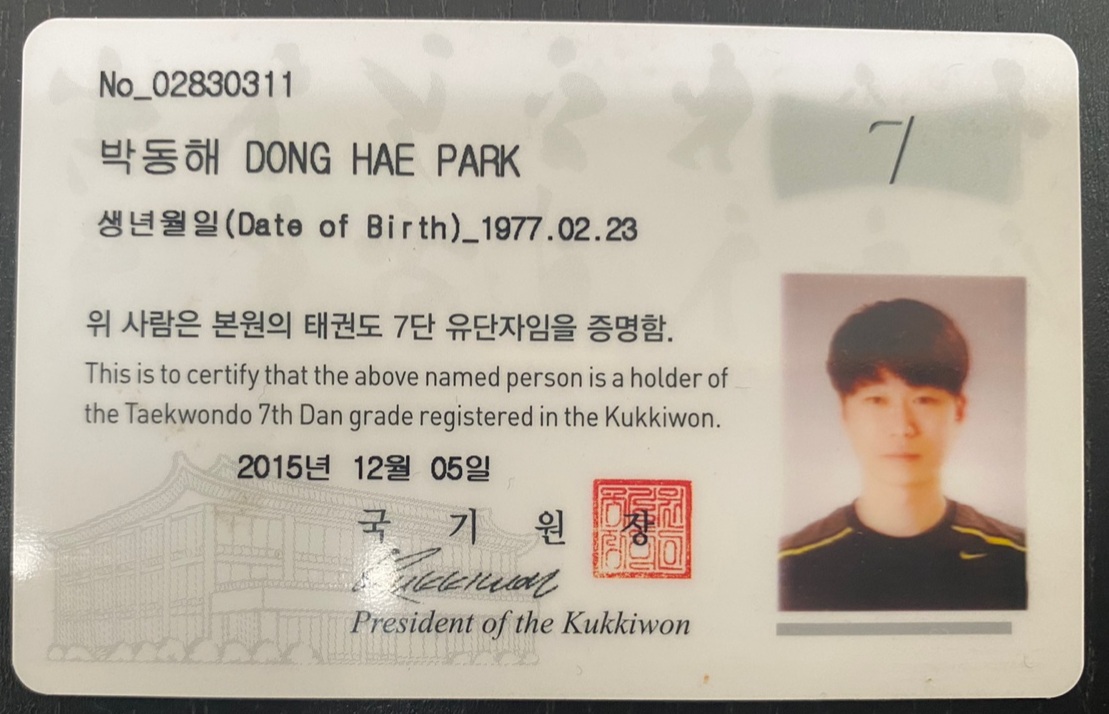 No_02830311
7
박동해 DONG HAE PARK
생년월일(Date of Birth)_1977.02.23
위 사람은 본원의 태권도 7단 유단자임을 증명함.
This is to certify that the above named person is a holder of
the Taekwondo 7th Dan grade registered in the Kukkiwon.
2015년 12월 05일
국 기 원 장
Kukkiwon
President of the Kukkiwon